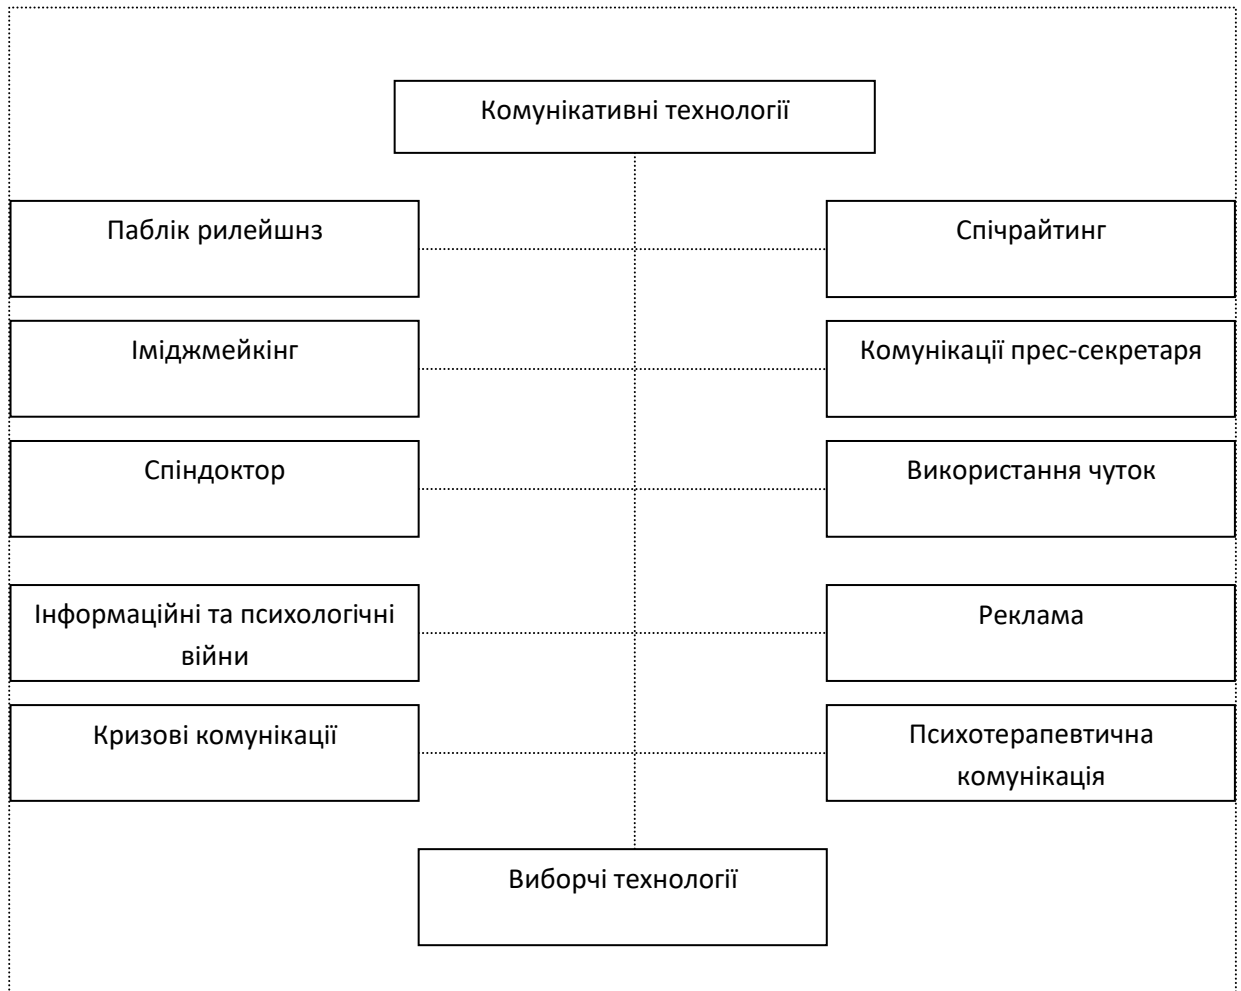 Комунікативні технології
Паблік рилейшнз
Спічрайтинг
Іміджмейкінг
Комунікації прес-секретаря
Спіндоктор
Використання чуток
Інформаційні та психологічні
війни
Реклама
Кризові комунікації
Психотерапевтична
комунікація
Виборчі технології